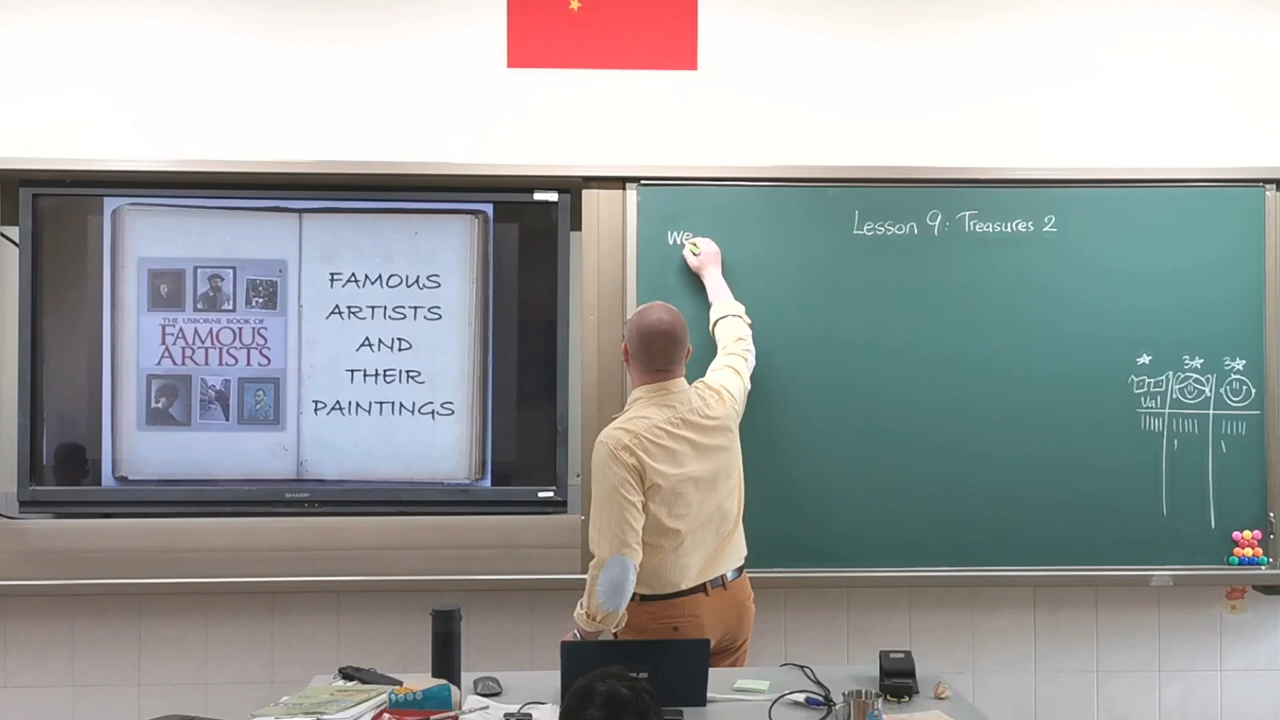 THE USBORNE BOOK OF
FAMOUS
ARTISTS
FAMOUS
ARTISTS
AND
THEIR
PAINTINGS
SHARP
We
Lesson 9: Treasures 2
3
3
Val